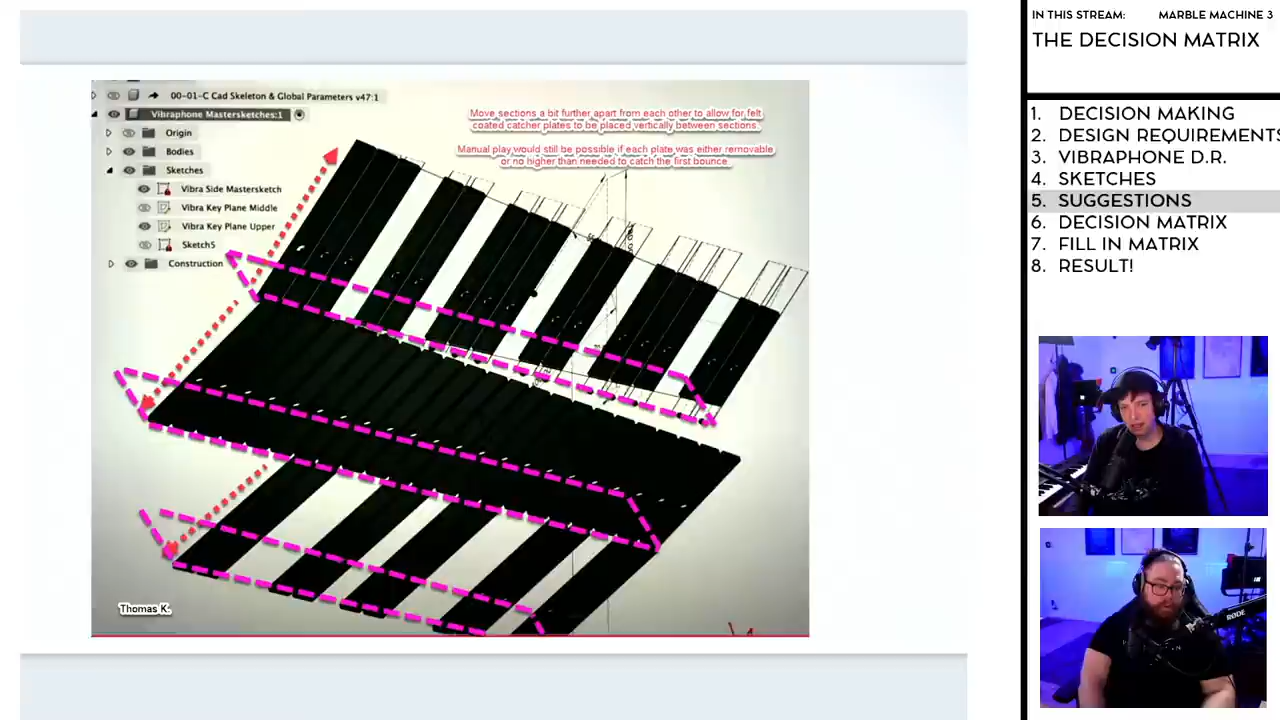 IN THIS STREAM: MARBLE MACHINE 3
THE DECISION MATRIX
1. DECISION MAKING
2. DESIGN REQUIREMENTS
3. VIBRAPHONE D.R.
4. SKETCHES
5. SUGGESTIONS
6. DECISION MATRIX
7. FILL IN MATRIX
8. RESULT!
00-01-C Cad Skeleton & Global Parameters v47:1
Vibraphone Mastersketches:1
Origin
Bodies
Sketches
Vibra Side Mastersketch
Vibra Key Plane Middle
Vibra Key Plane Upper
Sketch5
Construction
Move sections a bit further apart from each other to allow for felt
coated catcher plates to be placed vertically between sections.
Manual play would still be possible if each plate was either removable
or no higher than needed to catch the first bounce.
Thomas K.
RØDE